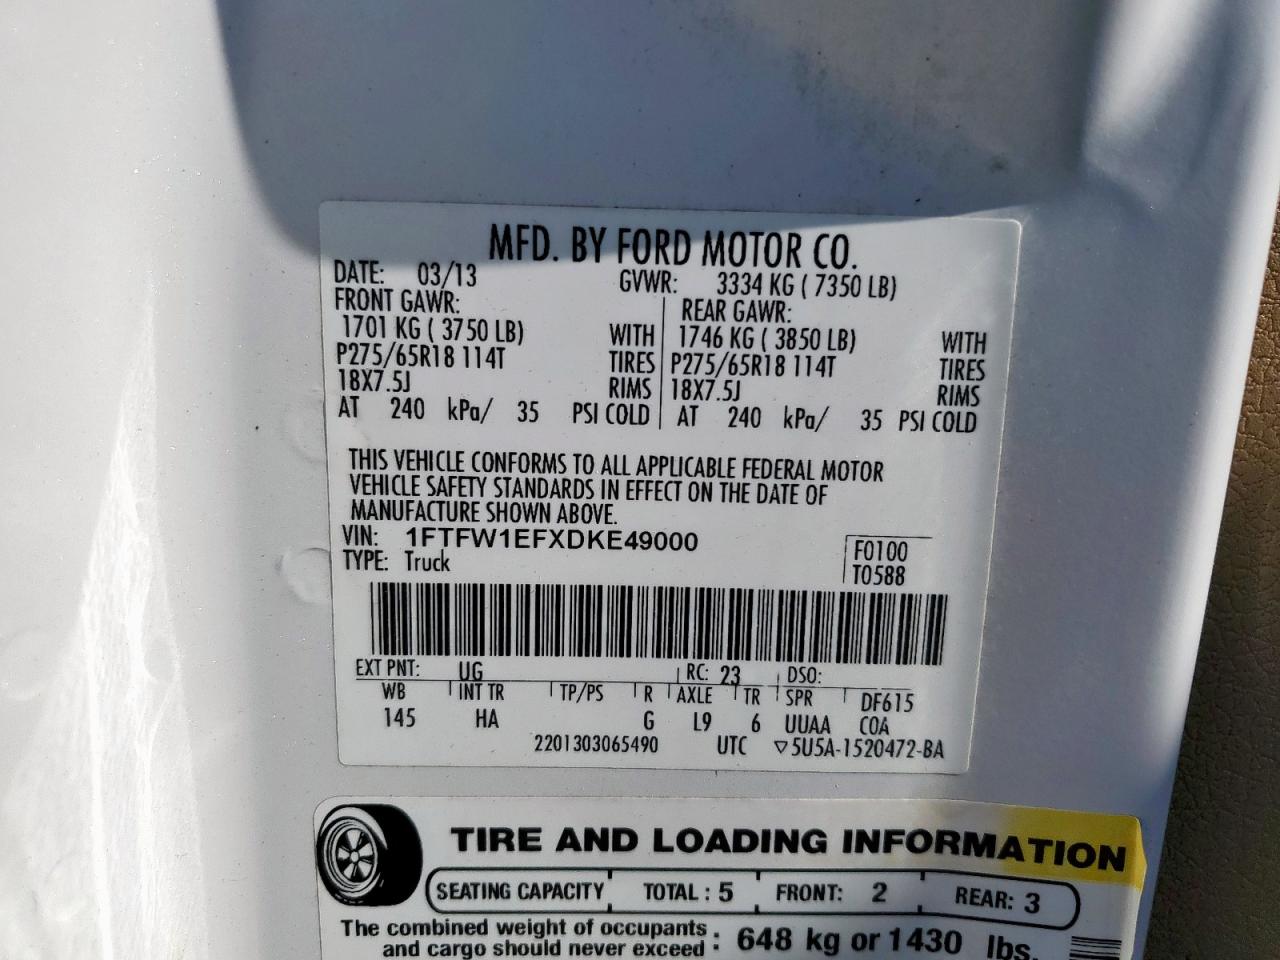 MFD. BY FORD MOTOR CO.
DATE: 03/13 GVWR: 3334 KG ( 7350 LB)
FRONT GAWR: REAR GAWR:
1701 KG ( 3750 LB) WITH 1746 KG ( 3850 LB) WITH
P275/65R18 114T TIRES P275/65R18 114T TIRES
18X7.5J RIMS 18X7.5J RIMS
AT 240 kPa/ 35 PSI COLD AT 240 kPa/ 35 PSI COLD
THIS VEHICLE CONFORMS TO ALL APPLICABLE FEDERAL MOTOR
VEHICLE SAFETY STANDARDS IN EFFECT ON THE DATE OF
MANUFACTURE SHOWN ABOVE.
VIN: 1FTFW1EFXDKE49000 F0100
TYPE: Truck T0588
EXT PNT: UG RC: 23 DSO:
WB INT TR TP/PS R AXLE TR SPR DF615
145 HA G L9 6 UUAA COA
2201303065490 UTC ▽5U5A-1520472-BA
TIRE AND LOADING INFORMATION
SEATING CAPACITY TOTAL : 5 FRONT: 2 REAR: 3
The combined weight of occupants
and cargo should never exceed : 648 kg or 1430 lbs.